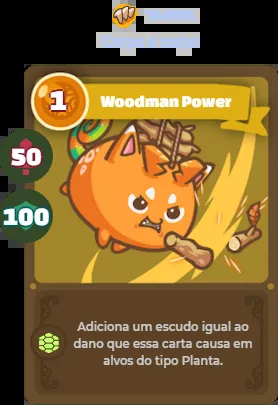 1
Woodman Power
50
100
Adiciona um escudo igual ao
dano que essa carta causa em
alvos do tipo Planta.